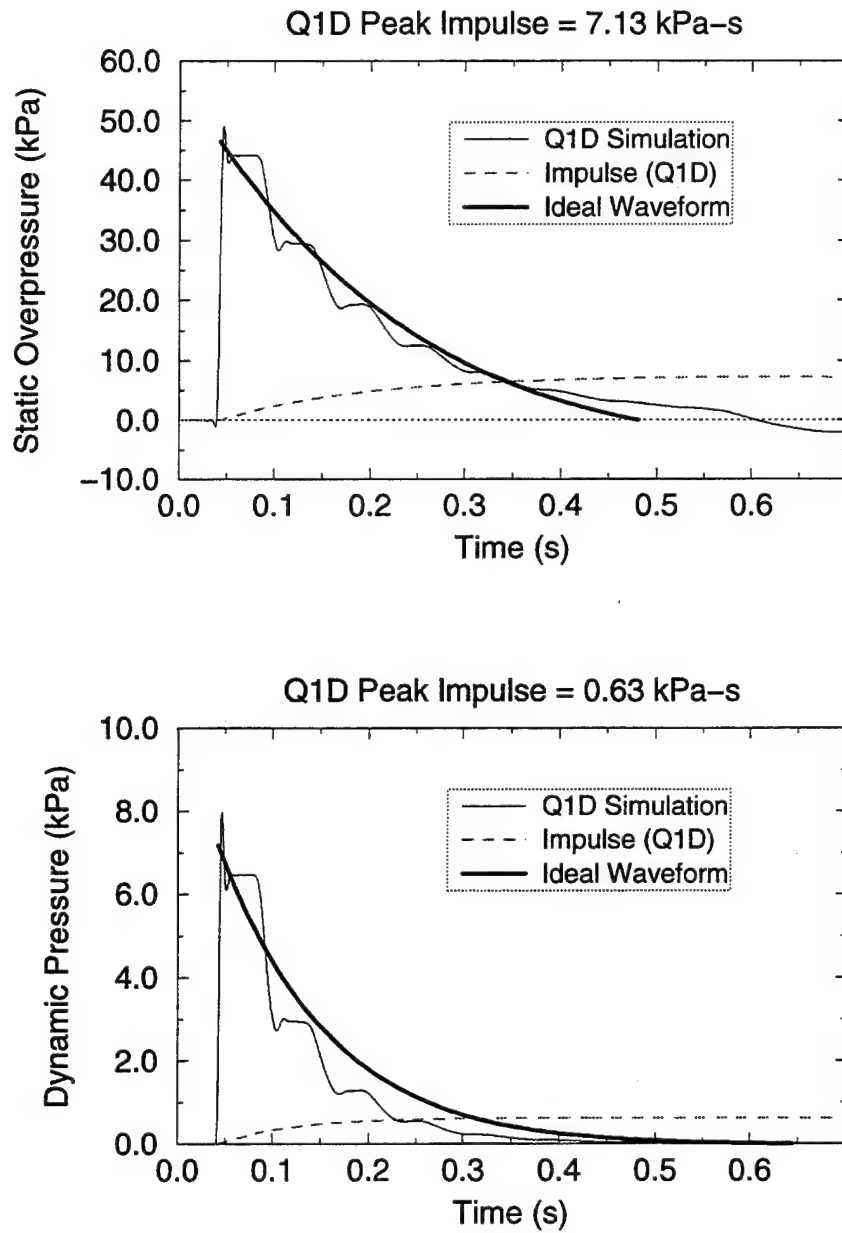 Q1D Peak Impulse = 7.13 kPa-s
60.0
50.0
40.0
30.0
20.0
10.0
0.0
-10.0
Static Overpressure (kPa)
Q1D Simulation
Impulse (Q1D)
Ideal Waveform
0.0 0.1 0.2 0.3 0.4 0.5 0.6
Time (s)
Q1D Peak Impulse = 0.63 kPa-s
10.0
8.0
6.0
4.0
2.0
0.0
Dynamic Pressure (kPa)
Q1D Simulation
Impulse (Q1D)
Ideal Waveform
0.0 0.1 0.2 0.3 0.4 0.5 0.6
Time (s)